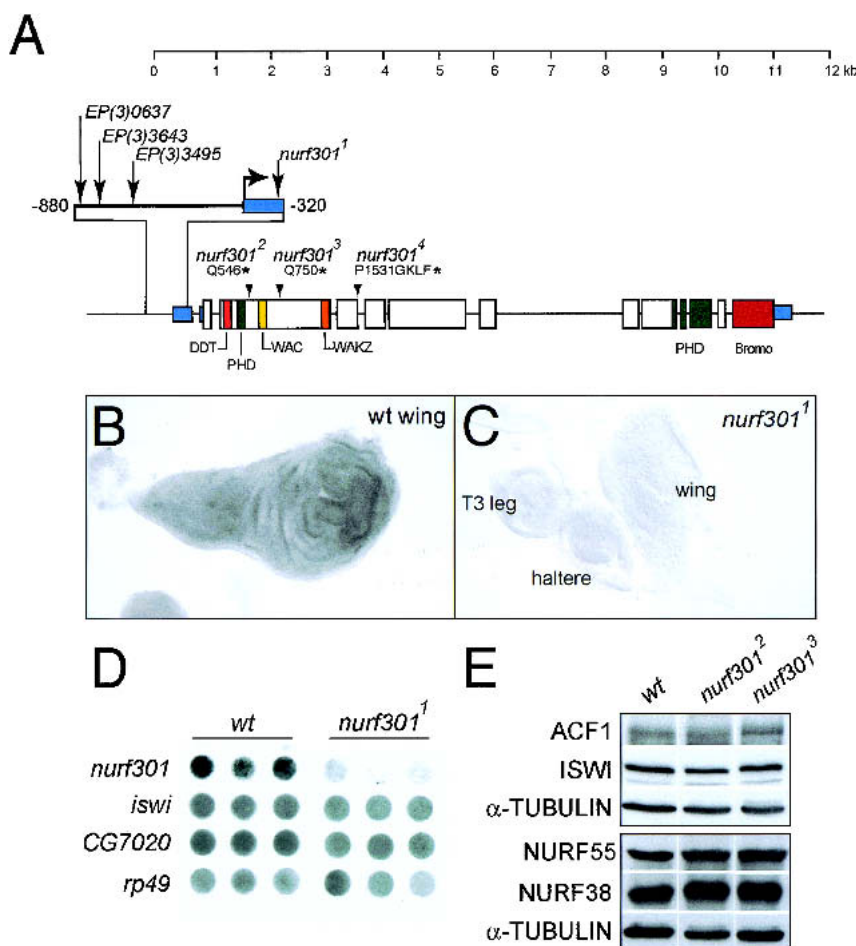 A
0 1 2 3 4 5 6 7 8 9 10 11 12 kb
EP(3)0637
EP(3)3643
EP(3)3495
nurf301¹
-880
-320
nurf301² nurf301³ nurf301⁴
Q546* Q750* P1531GKLF*
DDT WAC WAKZ PHD Bromo
PHD
B wt wing
C nurf301¹
T3 leg
wing
haltere
D
wt nurf301¹
nurf301
iswi
CG7020
rp49
E
wt nurf301² nurf301³
ACF1
ISWI
α-TUBULIN
NURF55
NURF38
α-TUBULIN